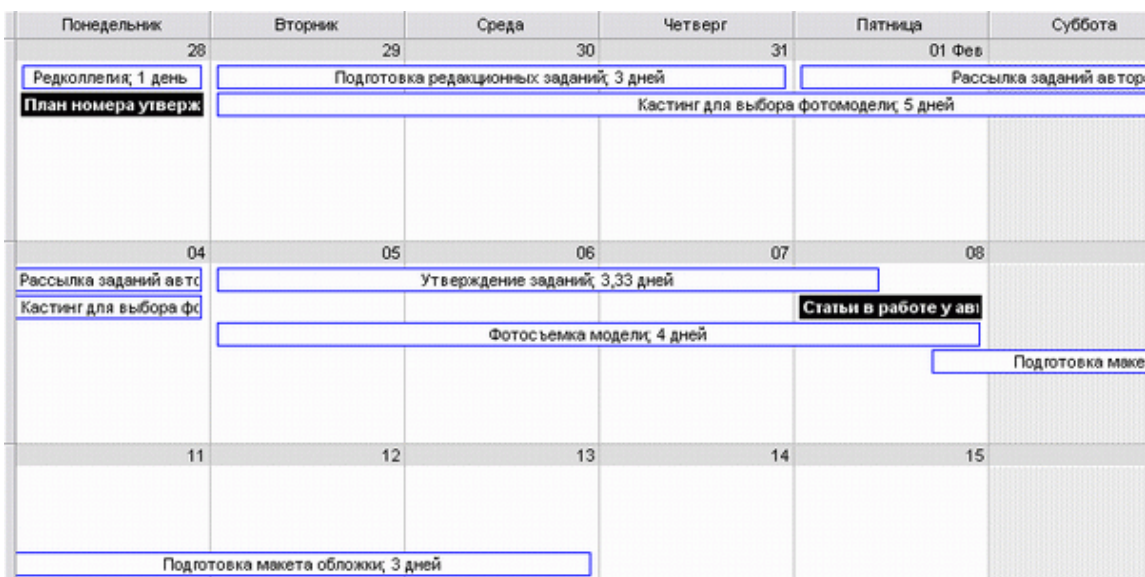 Понедельник Вторник Среда Четверг Пятница Суббота
28 29 30 31 01 Фев
Редколлегия; 1 день Подготовка редакционных заданий; 3 дней Рассылка заданий автор
План номера утверж Кастинг для выбора фотомодели; 5 дней
04 05 06 07 08
Рассылка заданий авто Утверждение заданий; 3,33 дней
Кастинг для выбора фо Статьи в работе у авт
Фотосъемка модели; 4 дней
Подготовка маке
11 12 13 14 15
Подготовка макета обложки; 3 дней